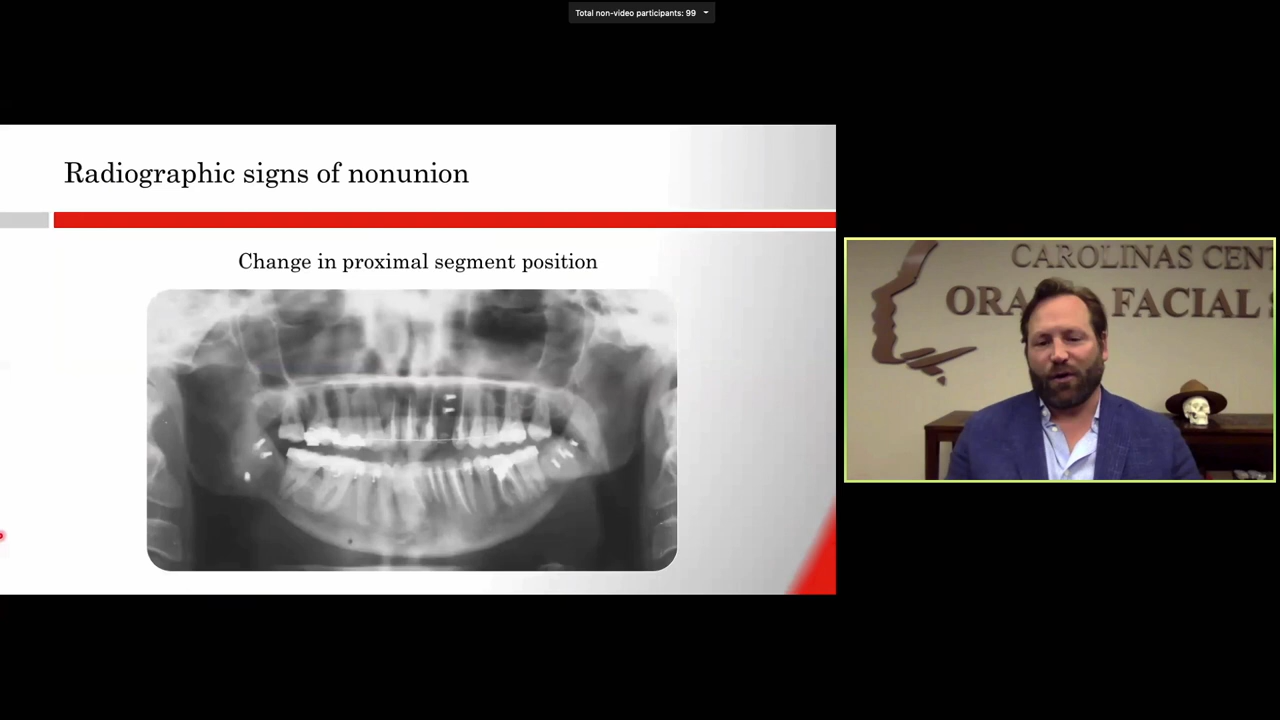 Total non-video participants: 99
Radiographic signs of nonunion
Change in proximal segment position
CAROLINAS CENT
ORA FACIAL S